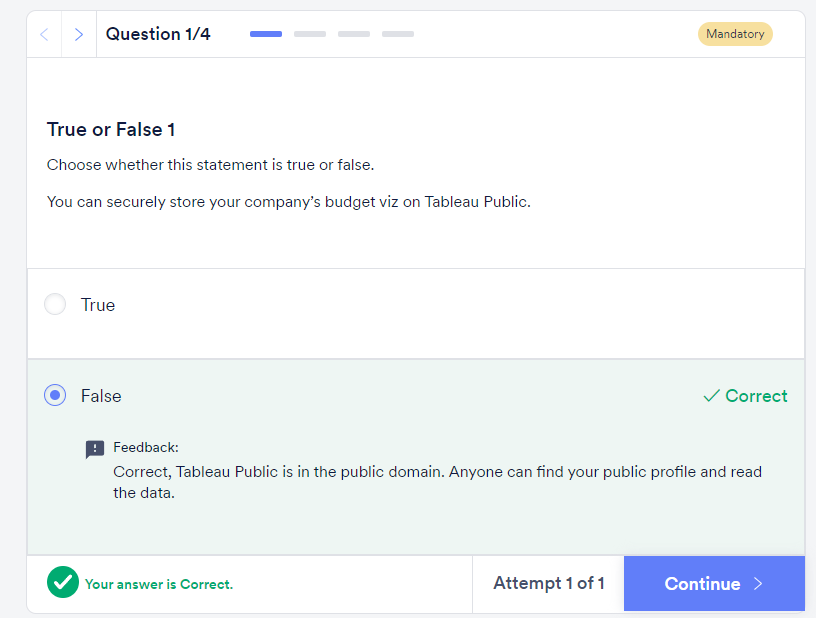 Question 1/4
Mandatory
True or False 1
Choose whether this statement is true or false.
You can securely store your company’s budget viz on Tableau Public.
True
False
Correct
Feedback:
Correct, Tableau Public is in the public domain. Anyone can find your public profile and read
the data.
Your answer is Correct.
Attempt 1 of 1
Continue